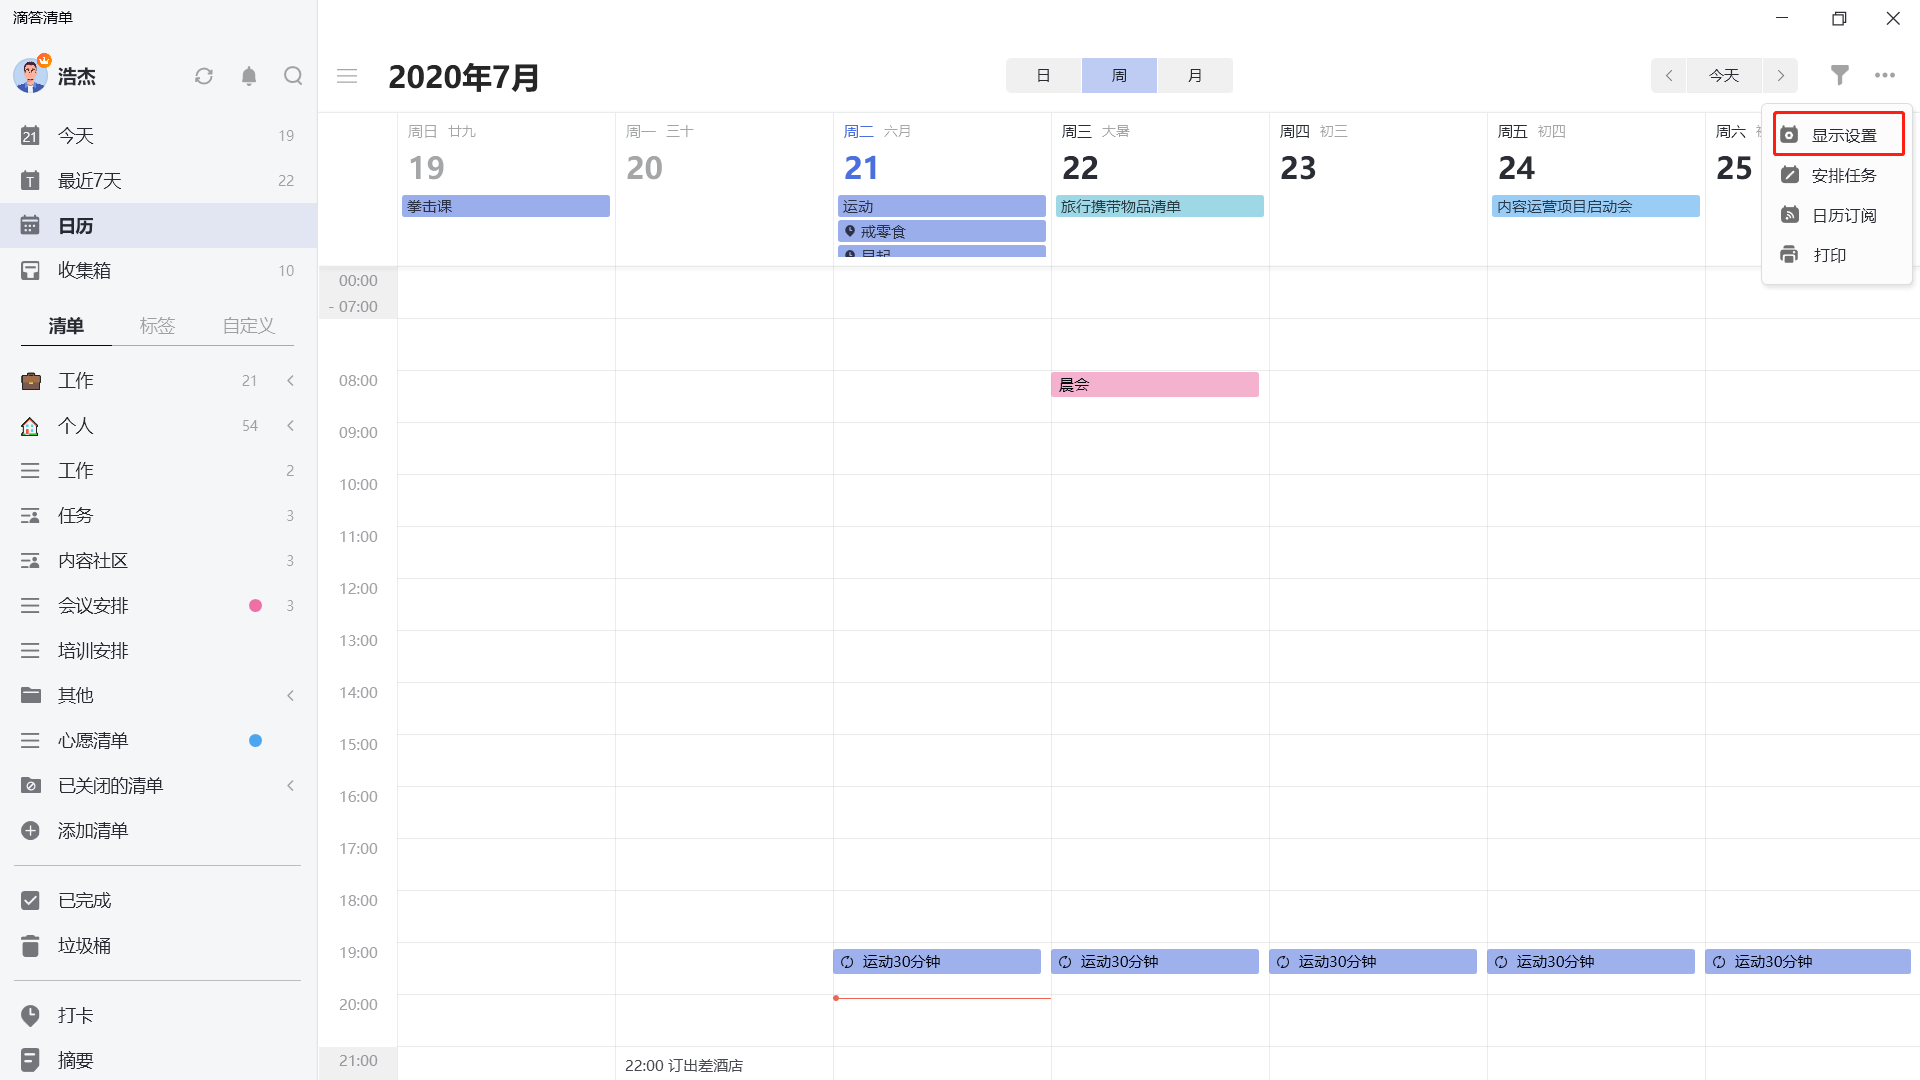 滴答清单
浩杰
21 今天 19
T 最近7天 22
日历
收集箱 10
清单 标签 自定义
工作 21
个人 54
工作 2
任务 3
内容社区 3
会议安排 3
培训安排
其他
心愿清单
已关闭的清单
添加清单
已完成
垃圾桶
打卡
摘要
2020年7月
日 周 月
今天
显示设置
安排任务
日历订阅
打印
周日 廿九 周一 三十 周二 六月 周三 大暑 周四 初三 周五 初四 周六
19 20 21 22 23 24 25
拳击课 运动 旅行携带物品清单 内容运营项目启动会
戒零食
早起
00:00
- 07:00
08:00 晨会
09:00
10:00
11:00
12:00
13:00
14:00
15:00
16:00
17:00
18:00
19:00 运动30分钟 运动30分钟 运动30分钟 运动30分钟 运动30分钟
20:00
21:00 22:00 订出差酒店